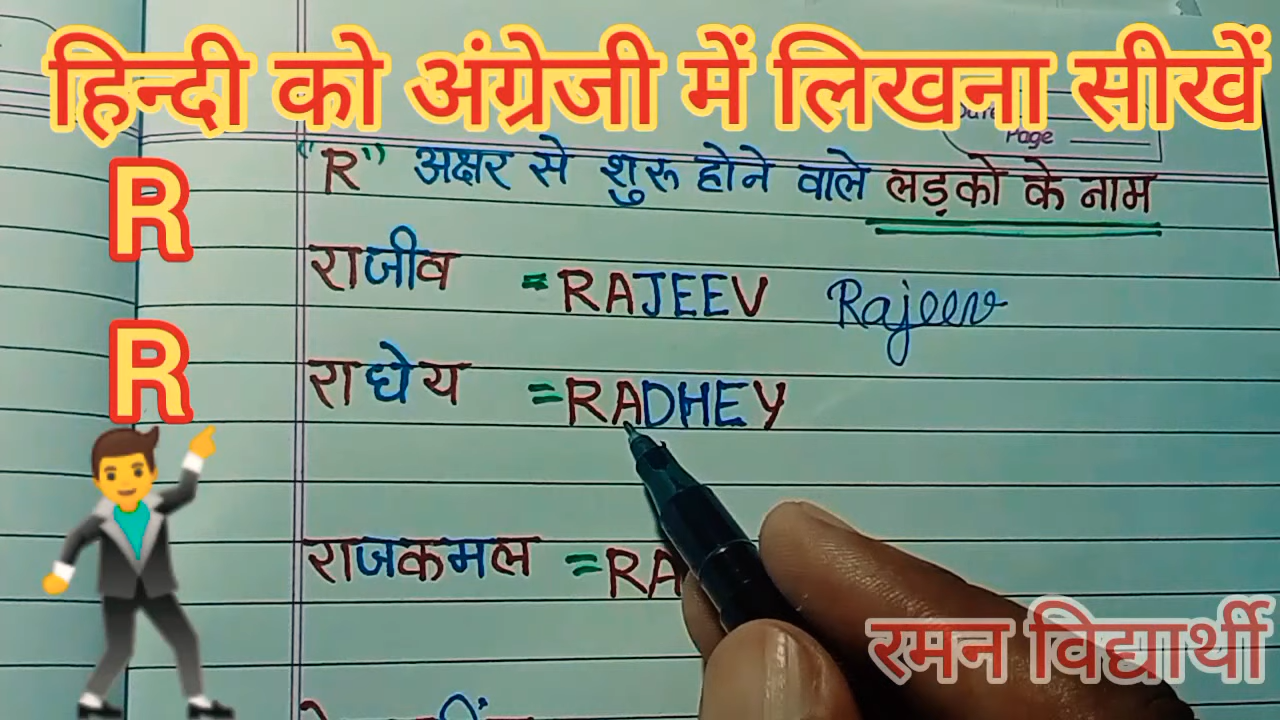 हिन्दी को अंग्रेजी में लिखना सीखें
Page
R
R
"R" अक्षर से शुरू होने वाले लड़को के नाम
राजीव = RAJEEV Rajeev
राधेय = RADHEY
राजकमल = RA
रमन विद्यार्थी